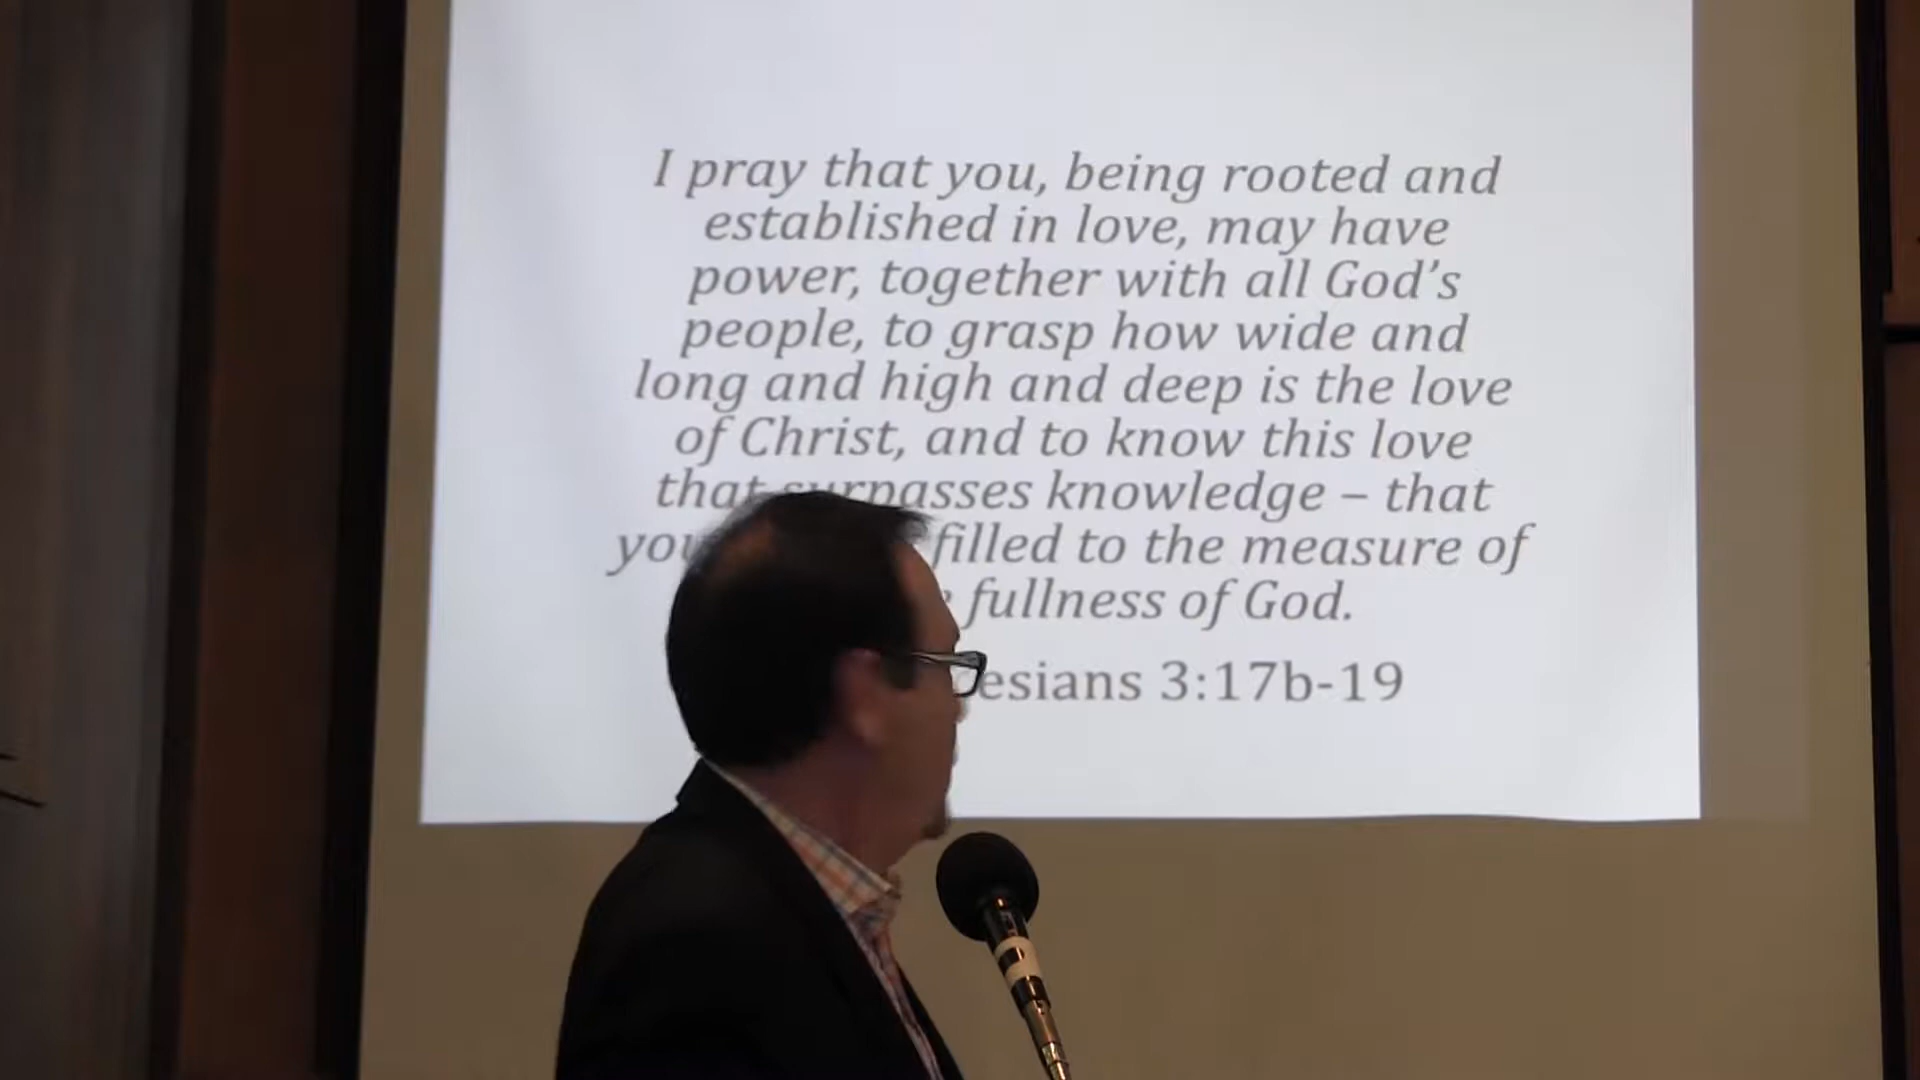 I pray that you, being rooted and
established in love, may have
power, together with all God's
people, to grasp how wide and
long and high and deep is the love
of Christ, and to know this love
that surpasses knowledge – that
filled to the measure of
fullness of God.
3:17b-19